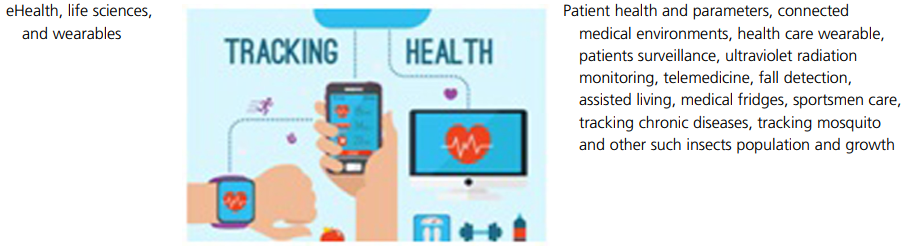 eHealth, life sciences,
and wearables
TRACKING HEALTH
Patient health and parameters, connected
medical environments, health care wearable,
patients surveillance, ultraviolet radiation
monitoring, telemedicine, fall detection,
assisted living, medical fridges, sportsmen care,
tracking chronic diseases, tracking mosquito
and other such insects population and growth